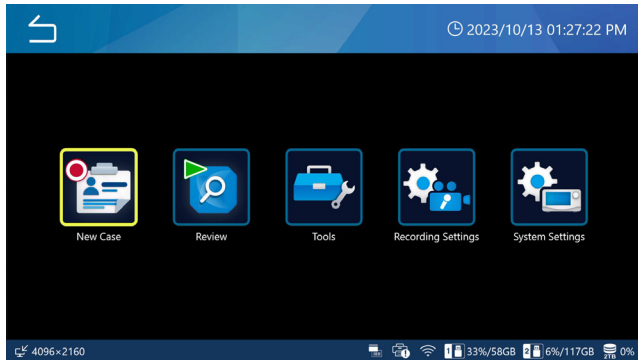 2023/10/13 01:27:22 PM
New Case
Review
Tools
Recording Settings
System Settings
4096×2160
1 33%/58GB 2 6%/117GB 2TB 0%